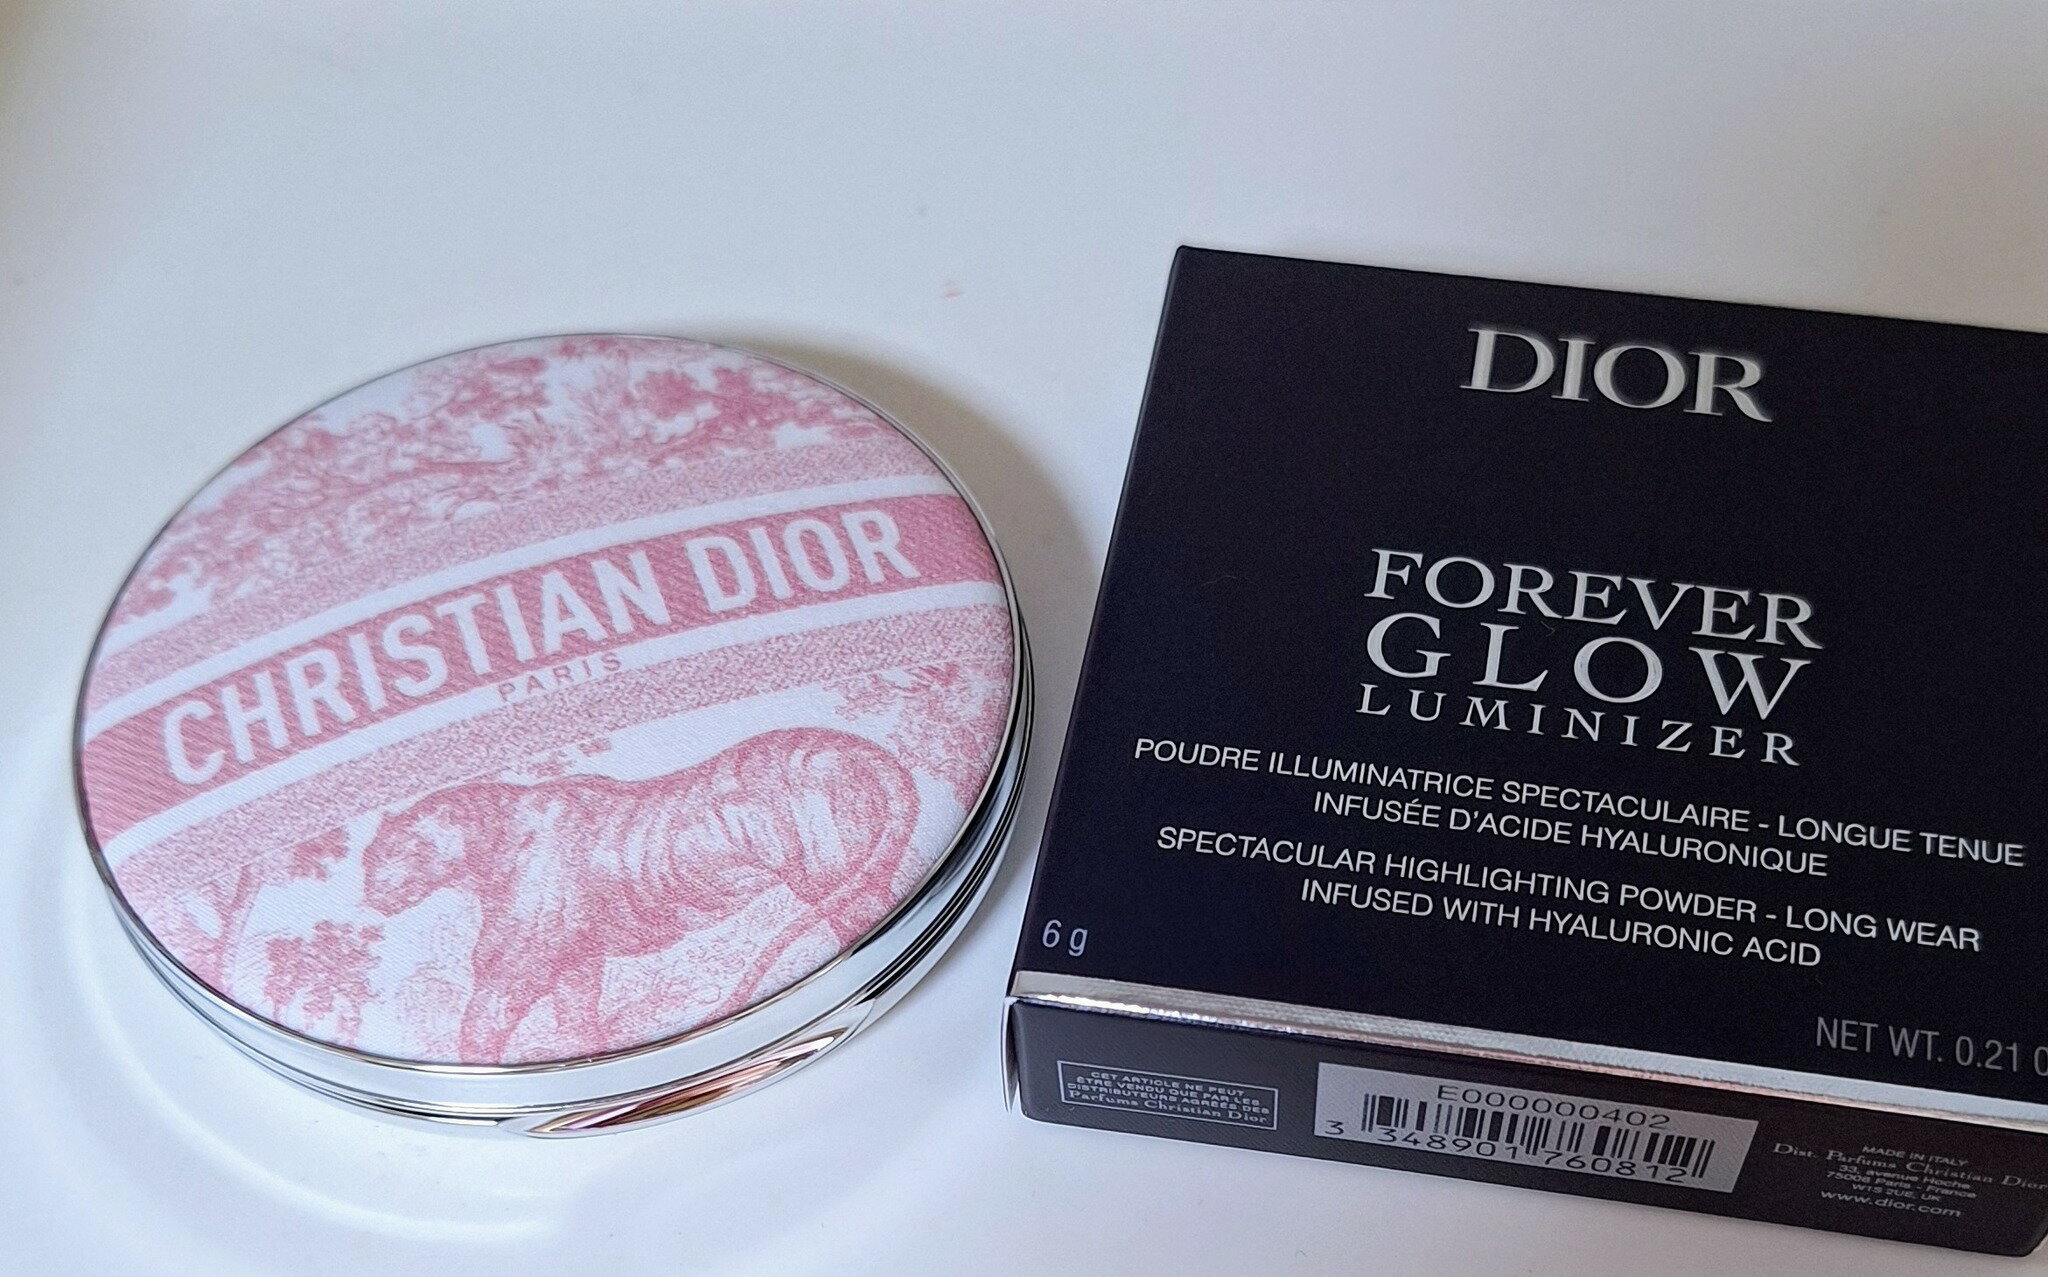 CHRISTIAN DIOR
PARIS
DIOR
FOREVER
GLOW
LUMINIZER
POUDRE ILLUMINATRICE SPECTACULAIRE - LONGUE TENUE
INFUSÉE D'ACIDE HYALURONIQUE
SPECTACULAR HIGHLIGHTING POWDER - LONG WEAR
INFUSED WITH HYALURONIC ACID
6 g
NET WT. 0.21
CET ARTICLE NE PEUT
ÊTRE VENDU QUE PAR LES
DISTRIBUTEURS AGRÉÉS DES
Parfums Christian Dior
E000000402
3 348901 760812
MADE IN ITALY
Dist. Parfums Christian Dior
33, avenue Hoche
75008 Paris - France
W1S 2UE, UK
www.dior.com